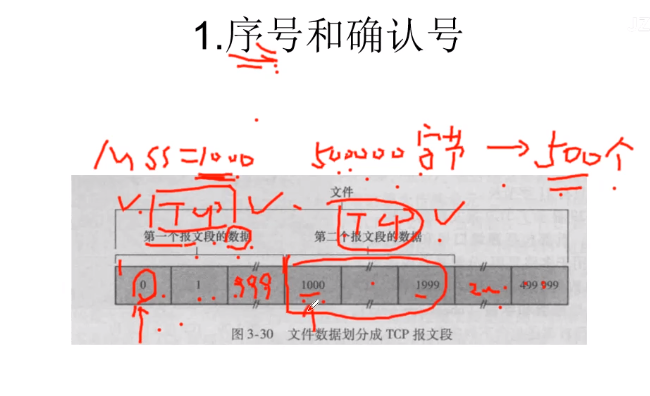 1.序号和确认号
MSS=1000 500000字节 → 500个
文件
TCP TCP
第一个报文段的数据 第二个报文段的数据
0 1 999 1000 1999 499 999
图 3-30 文件数据划分成 TCP 报文段